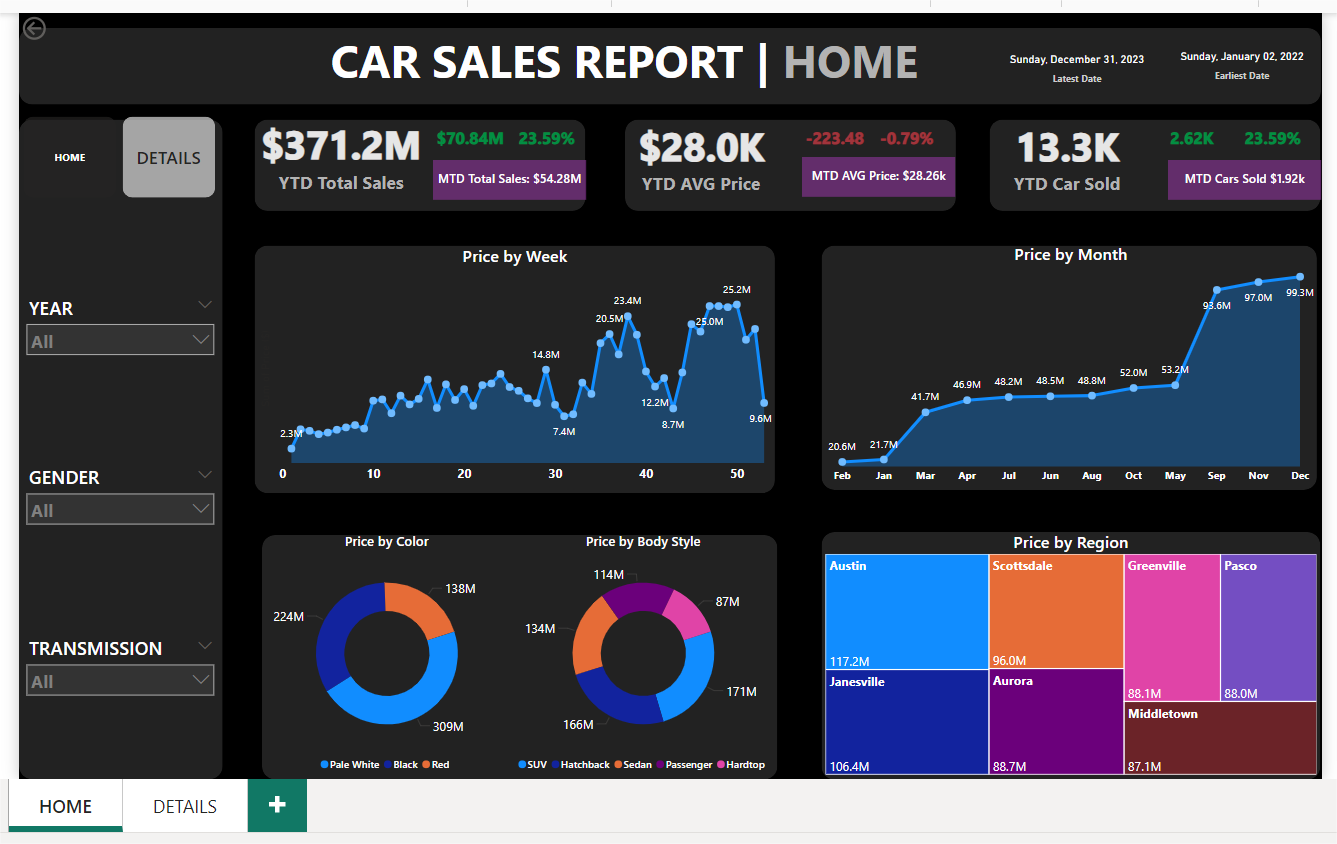 CAR SALES REPORT | HOME
Sunday, December 31, 2023
Latest Date
Sunday, January 02, 2022
Earliest Date
HOME
DETAILS
$371.2M
YTD Total Sales
$70.84M 23.59%
MTD Total Sales: $54.28M
$28.0K
YTD AVG Price
-223.48 -0.79%
MTD AVG Price: $28.26k
13.3K
YTD Car Sold
2.62K 23.59%
MTD Cars Sold $1.92k
YEAR
All
GENDER
All
TRANSMISSION
All
Price by Week
2.3M
14.8M
7.4M
20.5M
23.4M
12.2M
8.7M
25.0M
25.2M
9.6M
0 10 20 30 40 50
Price by Month
20.6M
21.7M
41.7M
46.9M
48.2M
48.5M
48.8M
52.0M
53.2M
93.6M
97.0M
99.3M
Feb Jan Mar Apr Jul Jun Aug Oct May Sep Nov Dec
Price by Color
138M
224M
309M
Pale White Black Red
Price by Body Style
114M
87M
134M
171M
166M
SUV Hatchback Sedan Passenger Hardtop
Price by Region
Austin
117.2M
Scottsdale
96.0M
Greenville
88.1M
Pasco
88.0M
Janesville
106.4M
Aurora
88.7M
Middletown
87.1M
HOME
DETAILS
+